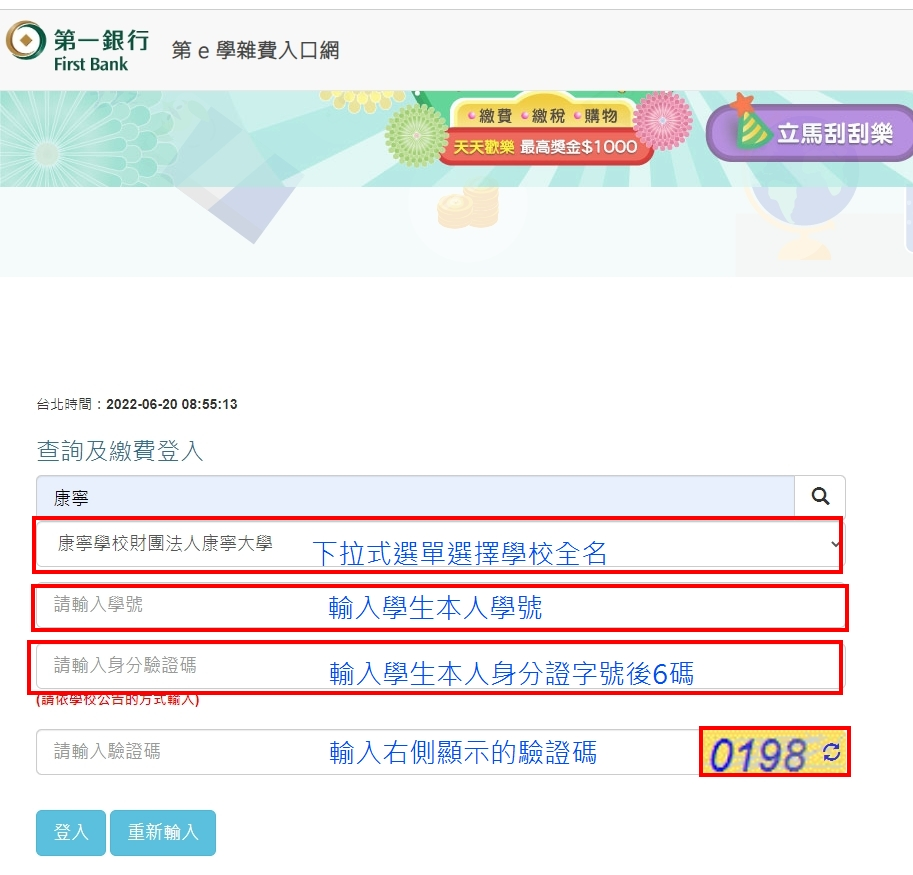 第一銀行
First Bank
第 e 學雜費入口網
繳費 繳稅 購物
天天歡樂 最高獎金$1000
立馬刮刮樂
台北時間：2022-06-20 08:55:13
查詢及繳費登入
康寧
康寧學校財團法人康寧大學
下拉式選單選擇學校全名
請輸入學號
輸入學生本人學號
請輸入身分驗證碼
輸入學生本人身分證字號後6碼
(請依學校公告的方式輸入)
請輸入驗證碼
輸入右側顯示的驗證碼
0198
登入
重新輸入